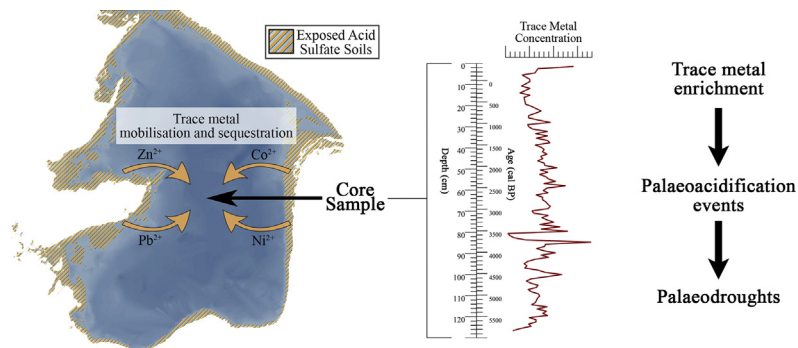 Exposed Acid
Sulfate Soils
Trace metal
mobilisation and sequestration
Zn²⁺
Co²⁺
Pb²⁺
Ni²⁺
Core
Sample
Trace Metal
Concentration
Depth (cm)
0
10
20
30
40
50
60
70
80
90
100
110
120
Age (cal BP)
0
500
1000
1500
2000
2500
3000
3500
4000
4500
5000
5500
Trace metal
enrichment
Palaeoacidification
events
Palaeodroughts